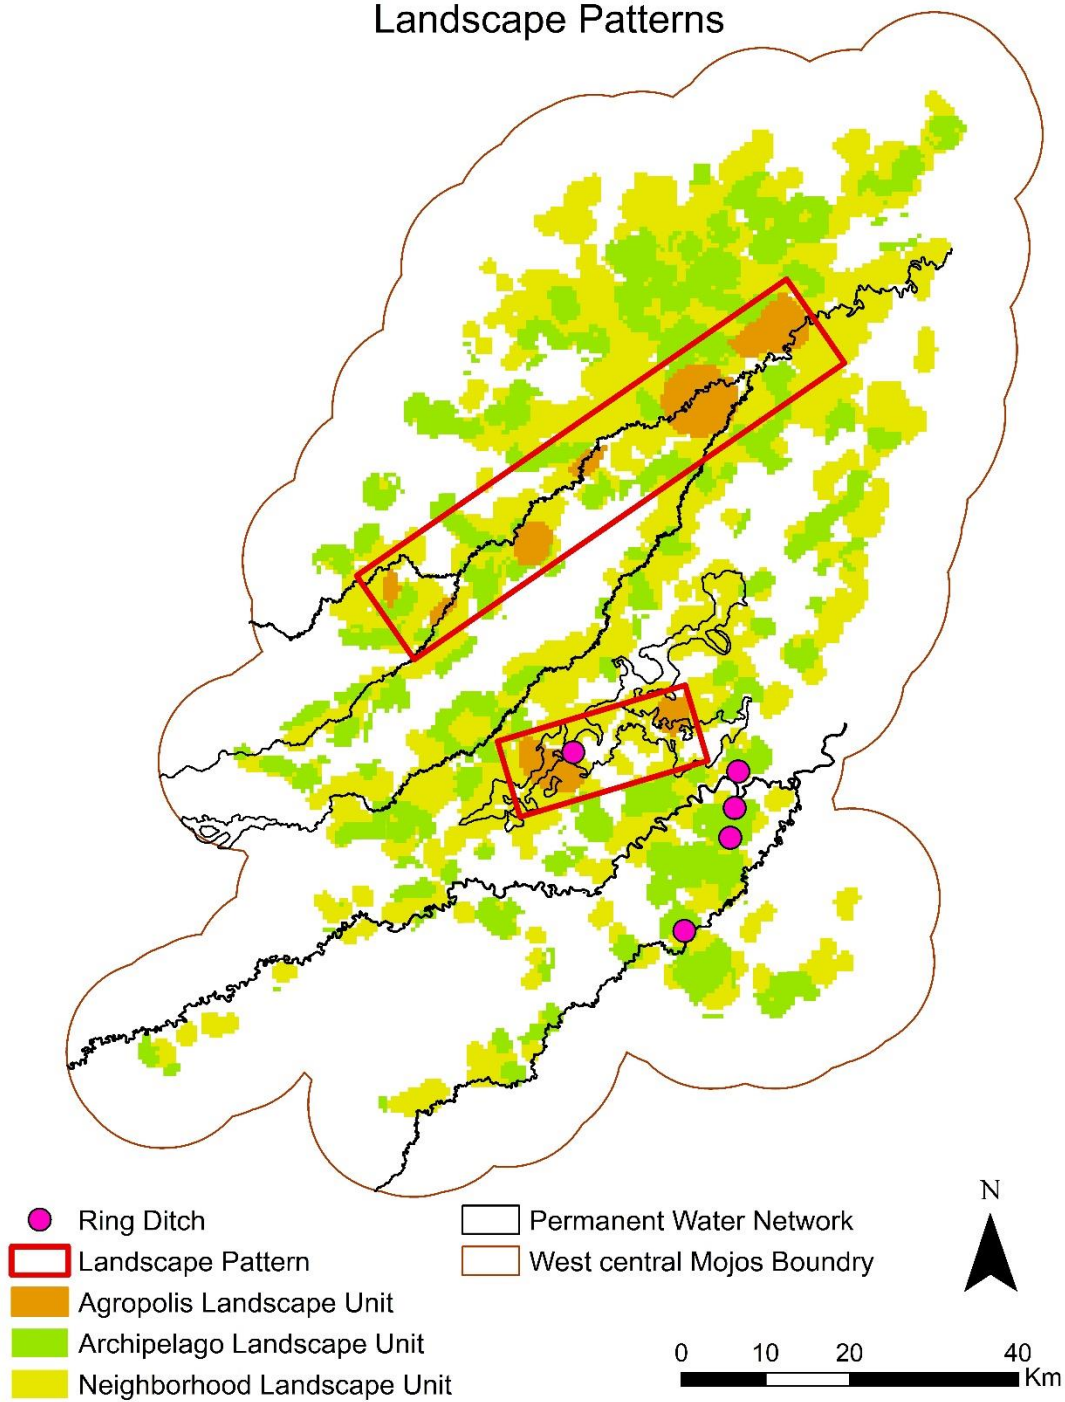 Landscape Patterns
Ring Ditch
Landscape Pattern
Agropolis Landscape Unit
Archipelago Landscape Unit
Neighborhood Landscape Unit
Permanent Water Network
West central Mojos Boundry
N
0 10 20 40
Km